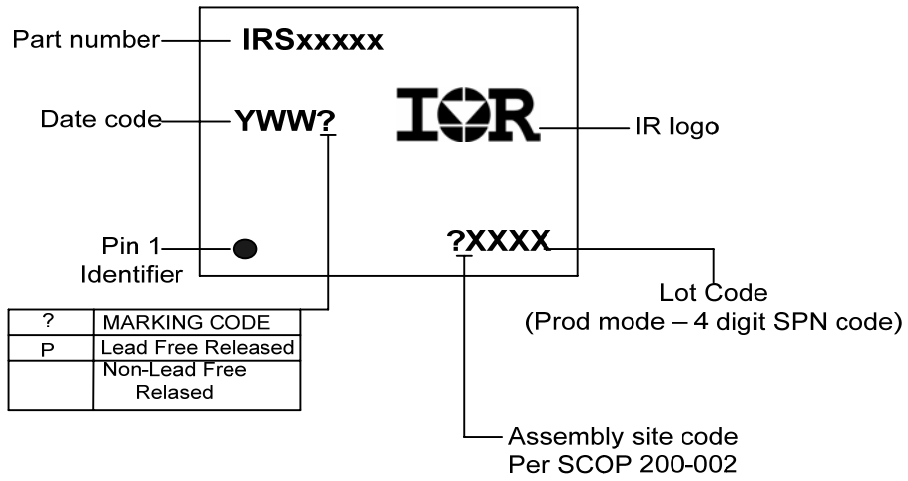 Part number
IRSxxxxx
Date code
YWW?
IOR
IR logo
Pin 1
Identifier
?XXXX
Lot Code
(Prod mode – 4 digit SPN code)
? MARKING CODE
P Lead Free Released
Non-Lead Free
Relased
Assembly site code
Per SCOP 200-002